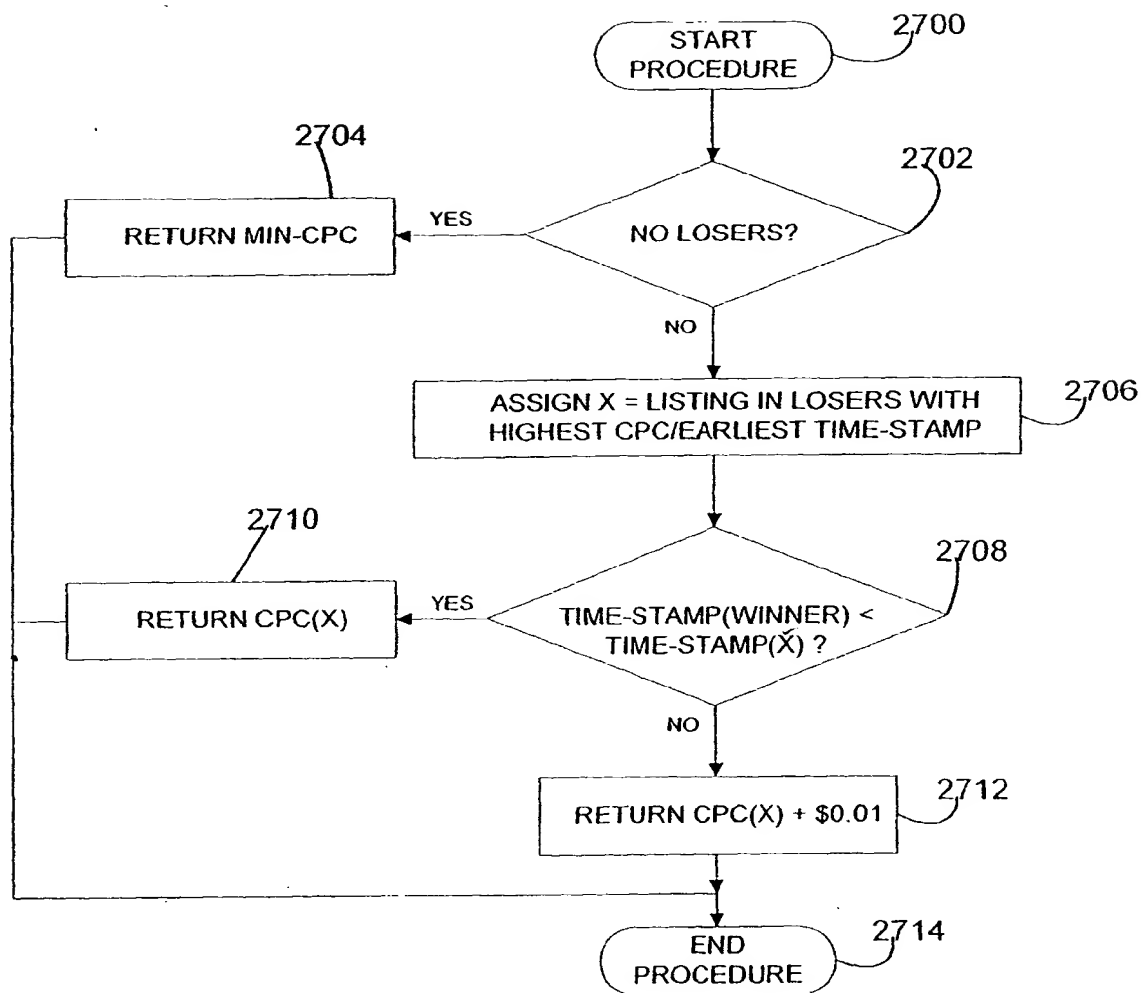 START
PROCEDURE
2700
2704
2702
RETURN MIN-CPC
YES
NO LOSERS?
NO
ASSIGN X = LISTING IN LOSERS WITH
HIGHEST CPC/EARLIEST TIME-STAMP
2706
2710
2708
RETURN CPC(X)
YES
TIME-STAMP(WINNER) <
TIME-STAMP(X) ?
NO
RETURN CPC(X) + $0.01
2712
END
PROCEDURE
2714